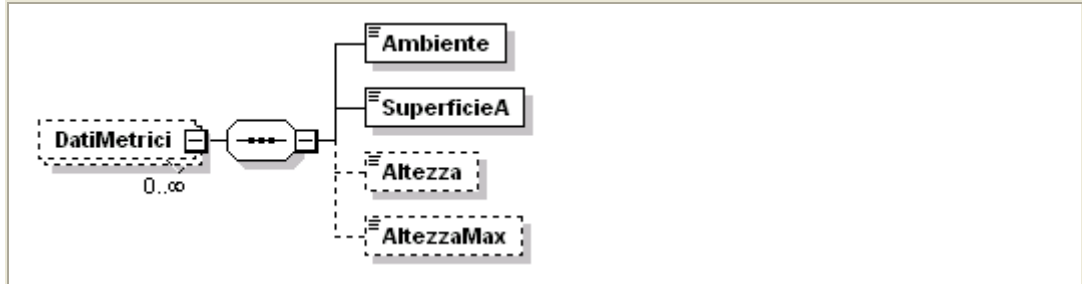 Ambiente
SuperficieA
DatiMetrici
0..∞
Altezza
AltezzaMax